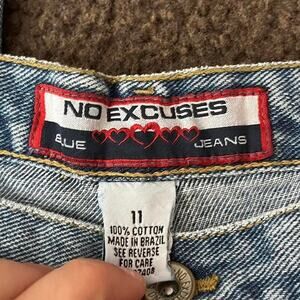 NO EXCUSES
BLUE JEANS
11
100% COTTON
MADE IN BRAZIL
SEE REVERSE
FOR CARE